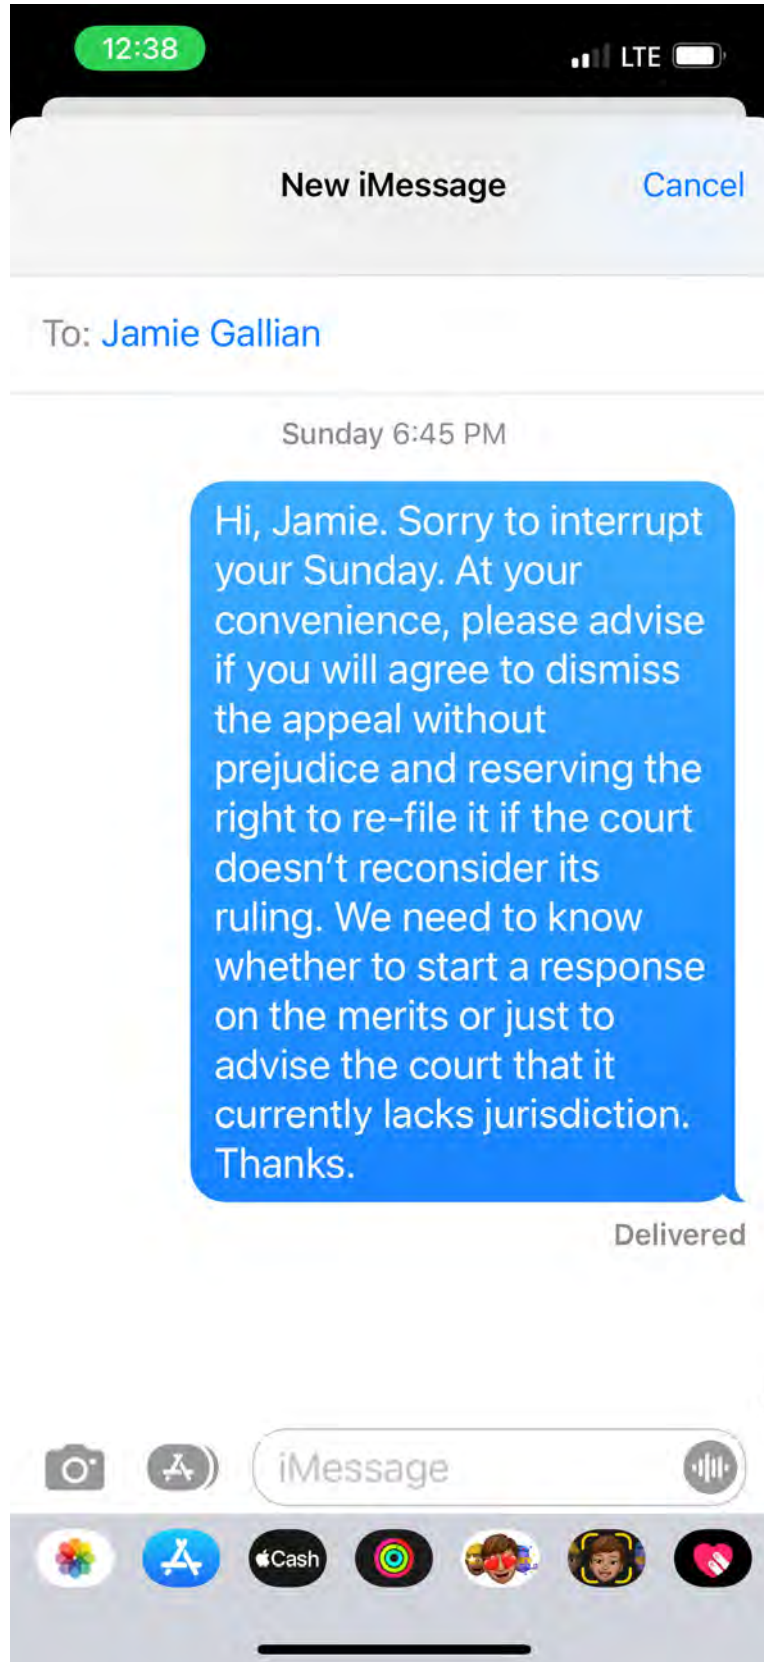 12:38
LTE
New iMessage
Cancel
To: Jamie Gallian
Sunday 6:45 PM
Hi, Jamie. Sorry to interrupt
your Sunday. At your
convenience, please advise
if you will agree to dismiss
the appeal without
prejudice and reserving the
right to re-file it if the court
doesn't reconsider its
ruling. We need to know
whether to start a response
on the merits or just to
advise the court that it
currently lacks jurisdiction.
Thanks.
Delivered
iMessage
Cash